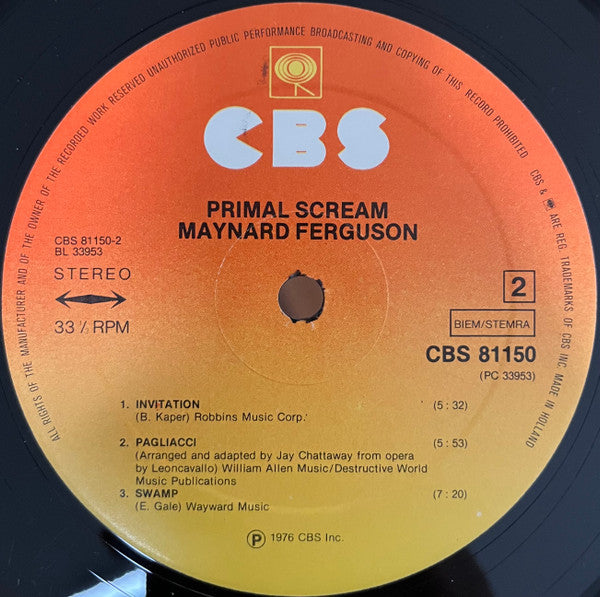 ALL RIGHTS OF THE MANUFACTURER AND OF THE OWNER OF THE RECORDED WORK RESERVED UNAUTHORIZED PUBLIC PERFORMANCE BROADCASTING AND COPYING OF THIS RECORD PROHIBITED
CBS & ARE REG. TRADEMARKS OF CBS INC. MADE IN HOLLAND
CBS
PRIMAL SCREAM
MAYNARD FERGUSON
CBS 81150-2
BL 33953
STEREO
33 / RPM
2
BIEM/STEMRA
CBS 81150
(PC 33953)
1. INVITATION (5 : 32)
(B. Kaper) Robbins Music Corp.
2. PAGLIACCI (5 : 53)
(Arranged and adapted by Jay Chattaway from opera
by Leoncavallo) William Allen Music/Destructive World
Music Publications
3. SWAMP (7 : 20)
(E. Gale) Wayward Music
Ⓟ 1976 CBS Inc.